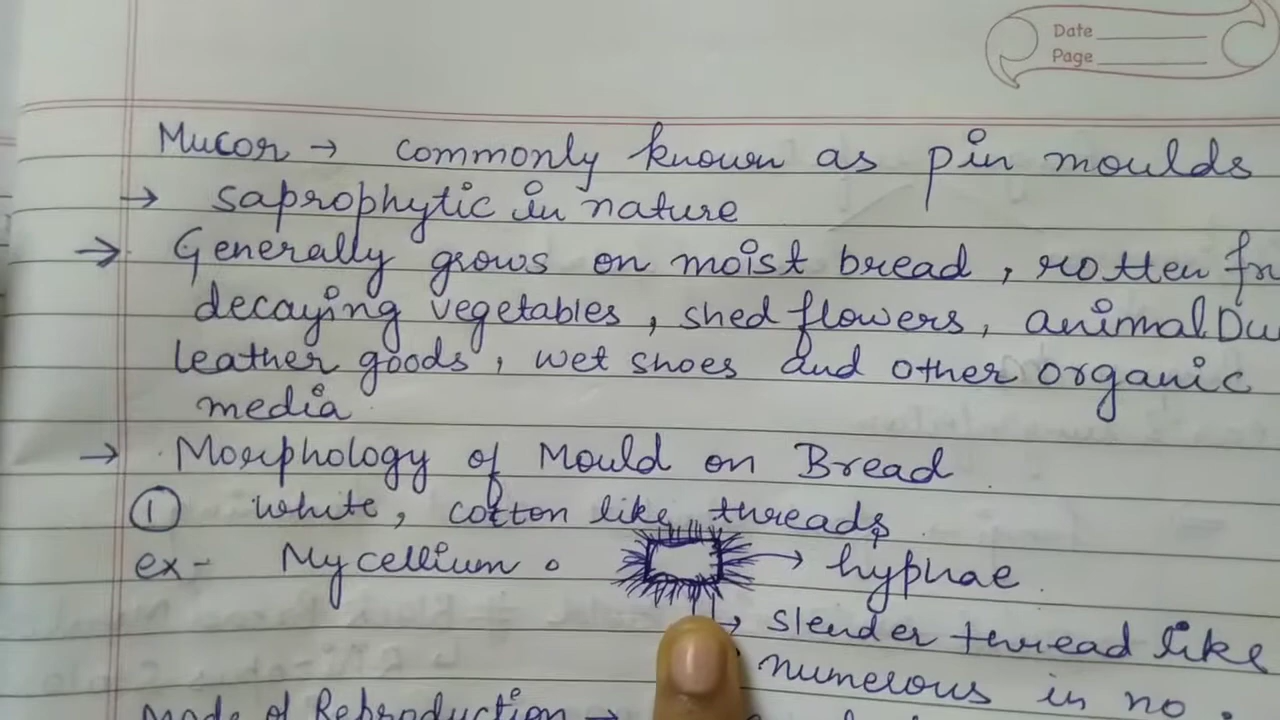 Date
Page
Mucor → commonly known as pin moulds
→ saprophytic in nature
→ Generally grows on moist bread, rotten
decaying vegetables, shed flowers, animal
leather goods, wet shoes and other organic
media
→ Morphology of Mould on Bread
① white, cotton like threads
ex- Mycellium. → hyphae.
→ slender thread like
numerous in no.
Mode of Reproduction →